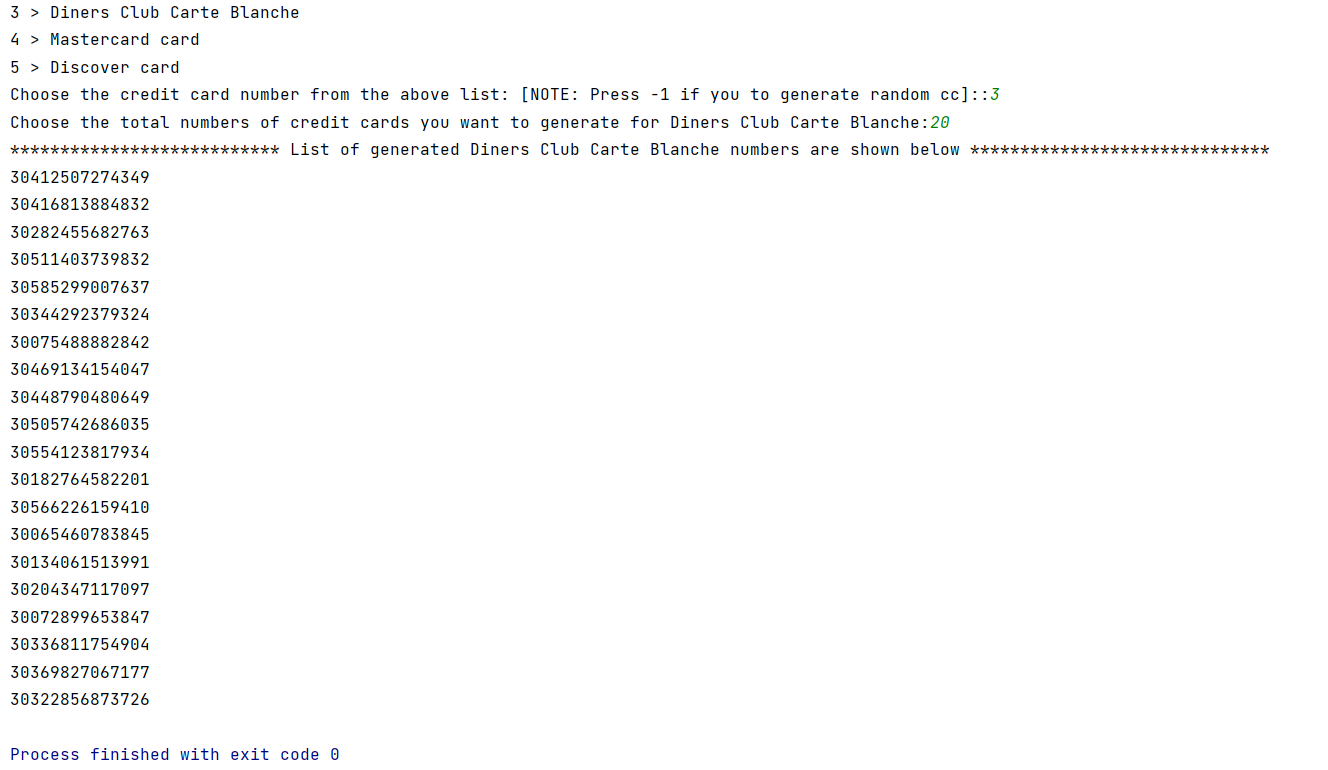 3 > Diners Club Carte Blanche
4 > Mastercard card
5 > Discover card
Choose the credit card number from the above list: [NOTE: Press -1 if you to generate random cc]::3
Choose the total numbers of credit cards you want to generate for Diners Club Carte Blanche:20
*************************** List of generated Diners Club Carte Blanche numbers are shown below ******************************
30412507274349
30416813884832
30282455682763
30511403739832
30585299007637
30344292379324
30075488882842
30469134154047
30448790480649
30505742686035
30554123817934
30182764582201
30566226159410
30065460783845
30134061513991
30204347117097
30072899653847
30336811754904
30369827067177
30322856873726
Process finished with exit code 0